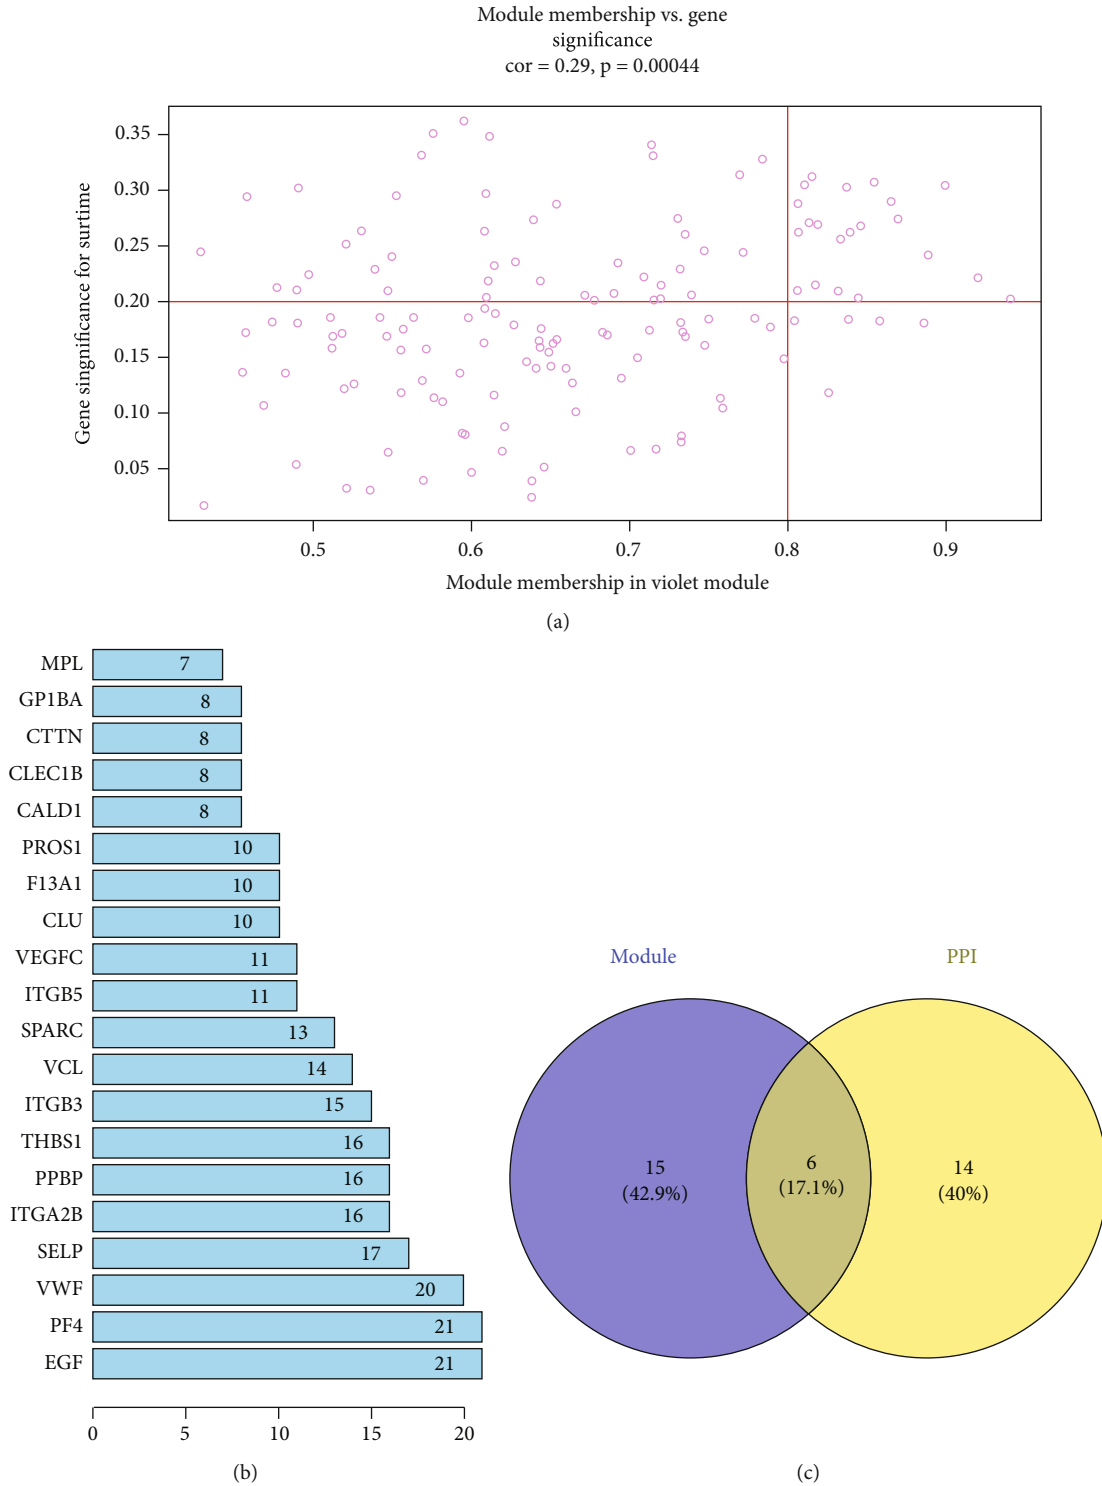 Module membership vs. gene
significance
cor = 0.29, p = 0.00044
Gene singnificance for surtime
0.35
0.30
0.25
0.20
0.15
0.10
0.05
0.5 0.6 0.7 0.8 0.9
Module membership in violet module
(a)
MPL 7
GP1BA 8
CTTN 8
CLEC1B 8
CALD1 8
PROS1 10
F13A1 10
CLU 10
VEGFC 11
ITGB5 11
SPARC 13
VCL 14
ITGB3 15
THBS1 16
PPBP 16
ITGA2B 16
SELP 17
VWF 20
PF4 21
EGF 21
0 5 10 15 20
(b)
Module PPI
15
(42.9%)
6
(17.1%)
14
(40%)
(c)